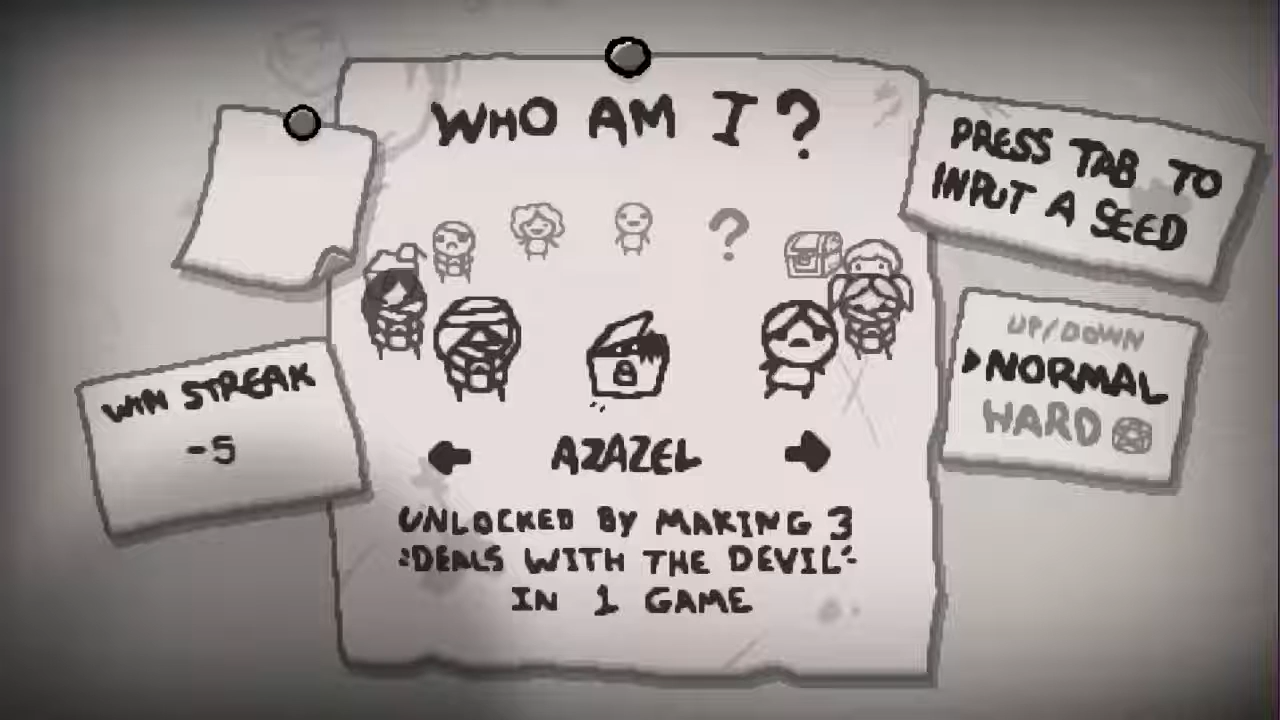 WHO AM I?
PRESS TAB TO
INPUT A SEED
?
UP/DOWN
NORMAL
HARD
WIN STREAK
-5
AZAZEL
UNLOCKED BY MAKING 3
"DEALS WITH THE DEVIL"
IN 1 GAME